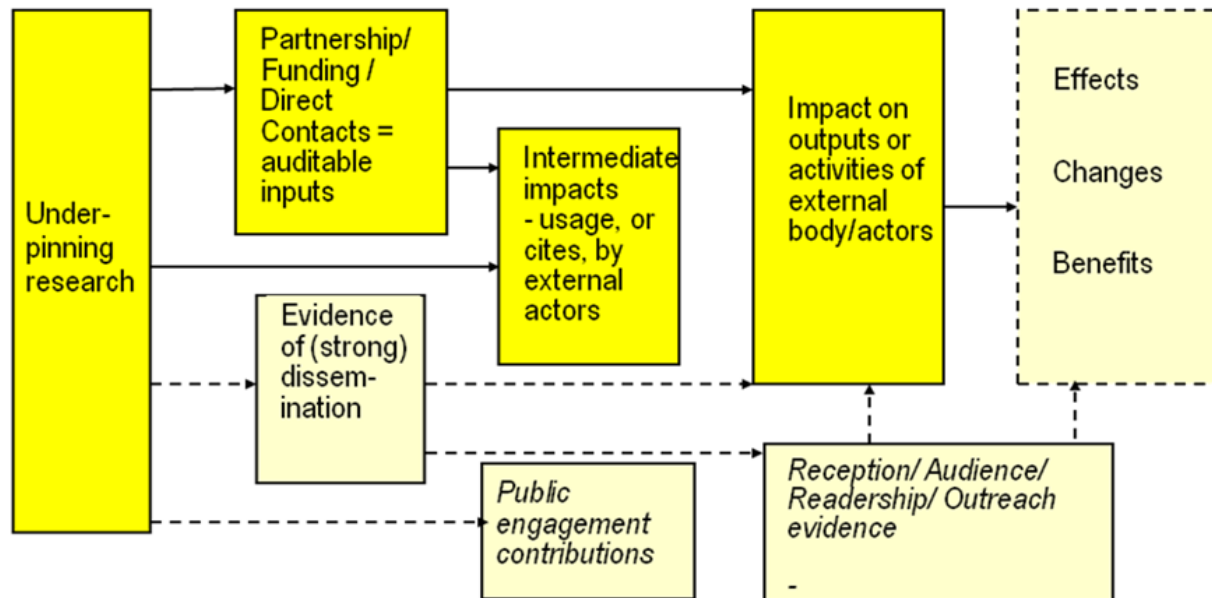 Under-
pinning
research
Partnership/
Funding /
Direct
Contacts =
auditable
inputs
Intermediate
impacts
- usage, or
cites, by
external
actors
Evidence
of (strong)
dissem-
ination
Public
engagement
contributions
Impact on
outputs or
activities of
external
body/actors
Reception/ Audience/
Readership/ Outreach
evidence
-
Effects
Changes
Benefits